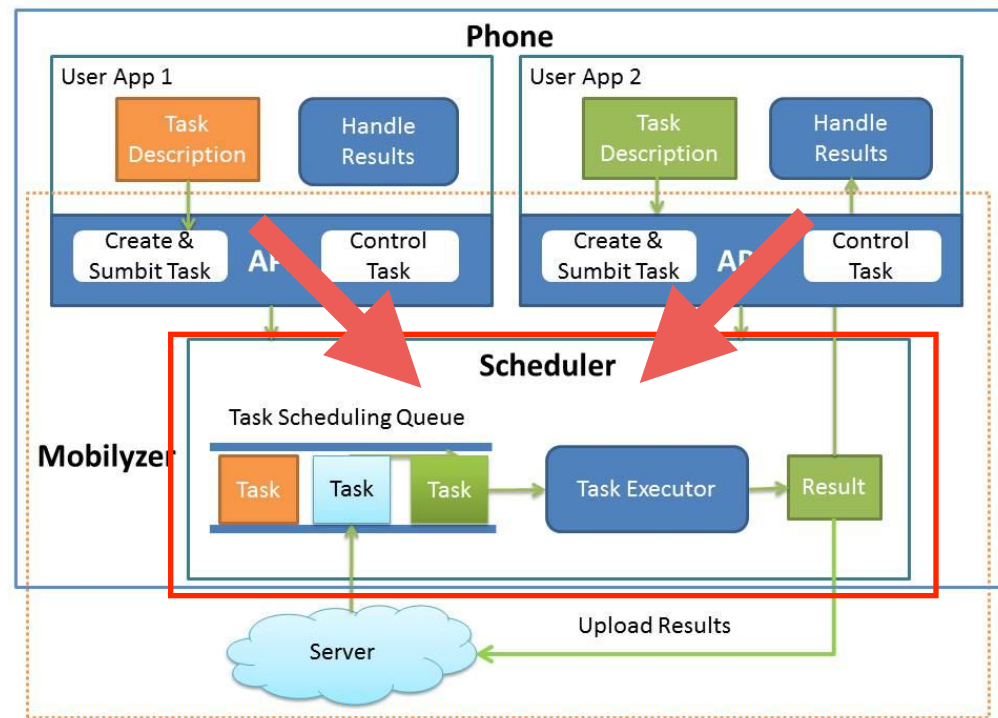 Phone
User App 1
User App 2
Task
Description
Handle
Results
Task
Description
Handle
Results
Create &
Sumbit Task
Control
Task
Create &
Sumbit Task
Control
Task
Scheduler
Task Scheduling Queue
Mobilyzer
Task
Task
Task
Task Executor
Result
Upload Results
Server